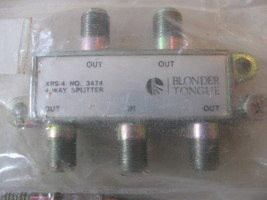 OUT OUT
XRS-4 NO. 3474
4 WAY SPLITTER
BLONDER
TONGUE
OUT IN OUT